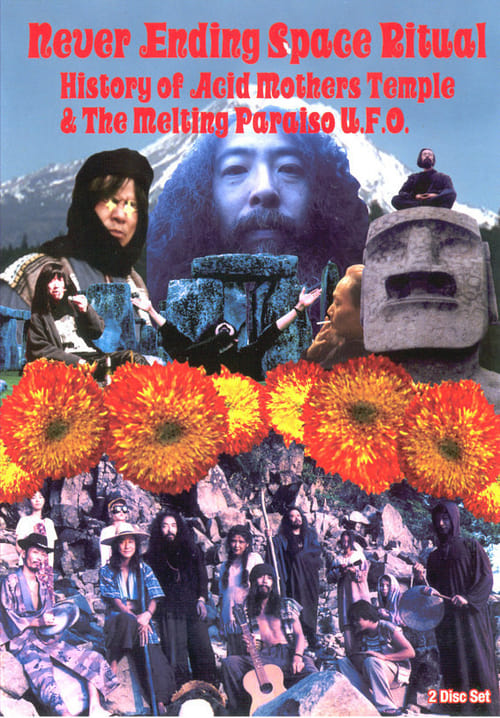 Never Ending Space Ritual
History of Acid Mothers Temple
& The Melting Paraiso U.F.O.
2 Disc Set